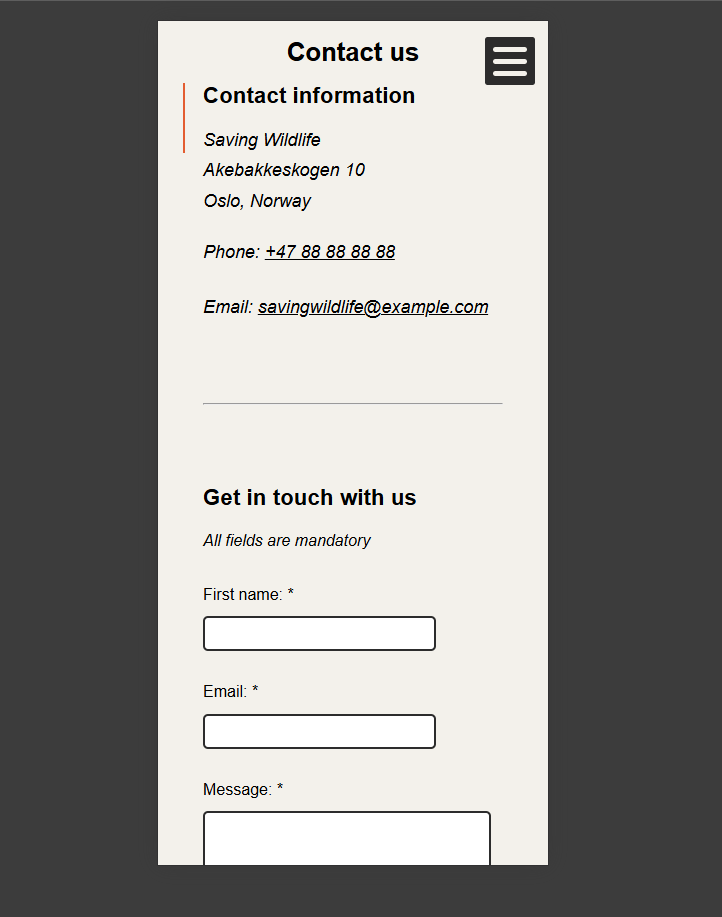 Contact us
Contact information
Saving Wildlife
Akebakkeskogen 10
Oslo, Norway
Phone: +47 88 88 88 88
Email: savingwildlife@example.com
Get in touch with us
All fields are mandatory
First name: *
Email: *
Message: *